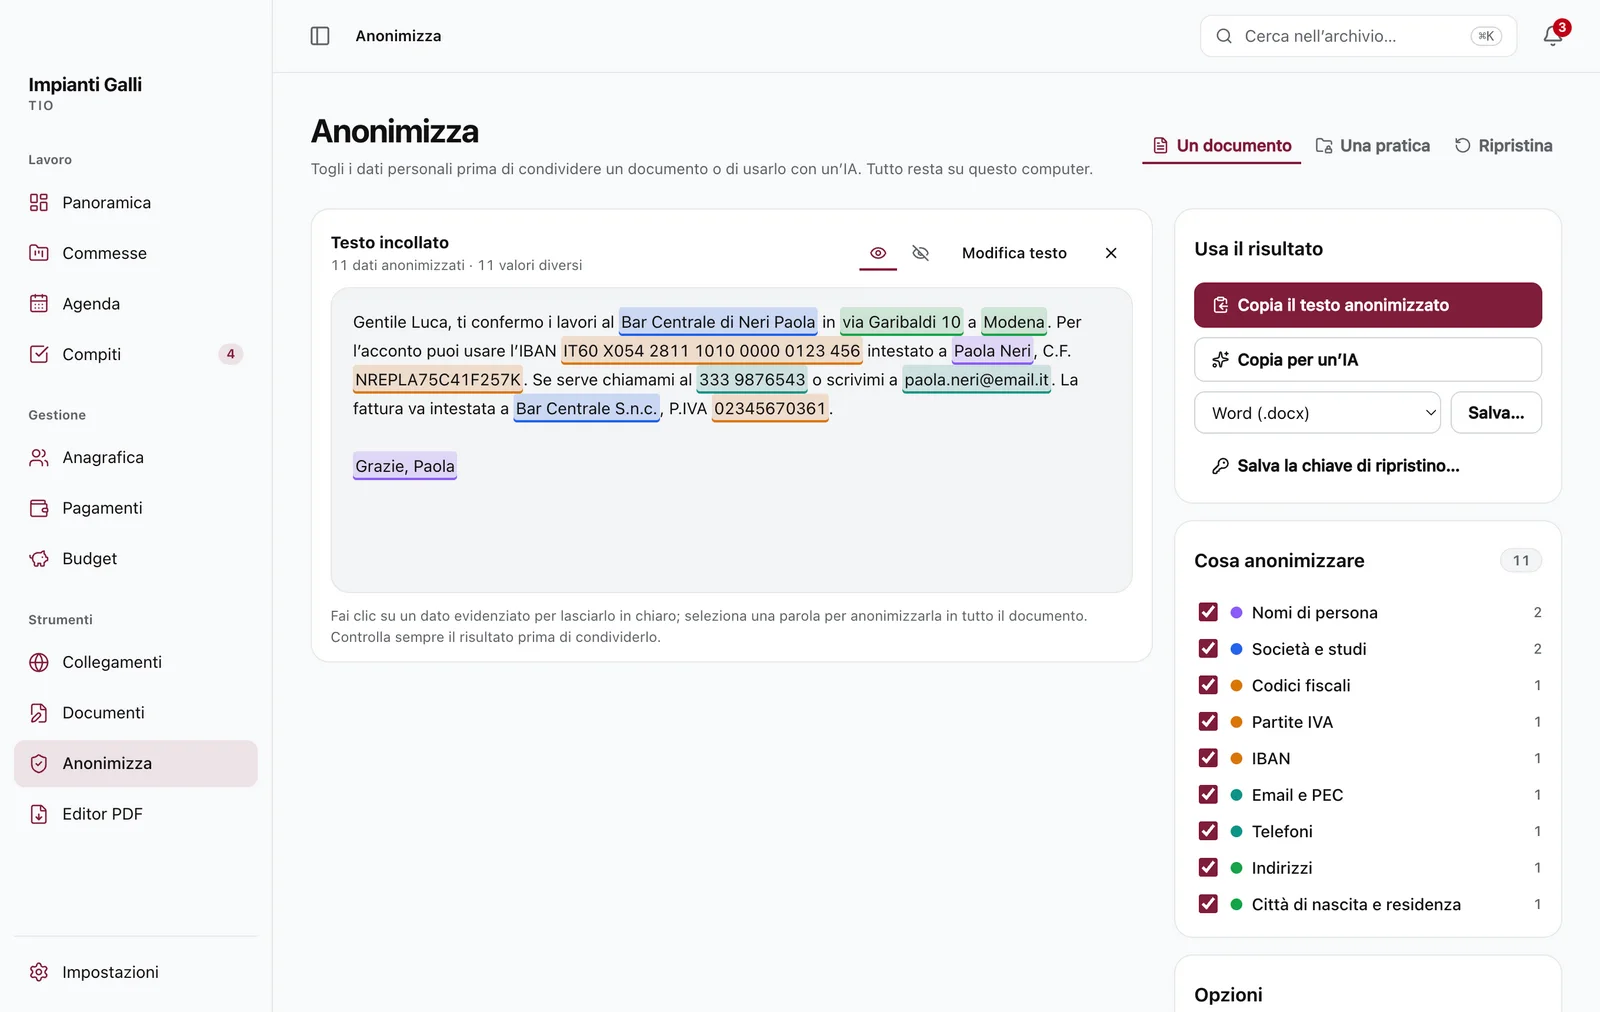 Impianti Galli
TIO
Lavoro
Panoramica
Commesse
Agenda
Compiti 4
Gestione
Anagrafica
Pagamenti
Budget
Strumenti
Collegamenti
Documenti
Anonimizza
Editor PDF
Impostazioni
Anonimizza
Cerca nell’archivio... ⌘K
3
Anonimizza
Togli i dati personali prima di condividere un documento o di usarlo con un’IA. Tutto resta su questo computer.
Un documento Una pratica Ripristina
Testo incollato
11 dati anonimizzati · 11 valori diversi
Modifica testo
Gentile Luca, ti confermo i lavori al Bar Centrale di Neri Paola in via Garibaldi 10 a Modena. Per
l’acconto puoi usare l’IBAN IT60 X054 2811 1010 0000 0123 456 intestato a Paola Neri, C.F.
NREPLA75C41F257K. Se serve chiamami al 333 9876543 o scrivimi a paola.neri@email.it. La
fattura va intestata a Bar Centrale S.n.c., P.IVA 02345670361.
Grazie, Paola
Fai clic su un dato evidenziato per lasciarlo in chiaro; seleziona una parola per anonimizzarla in tutto il documento.
Controlla sempre il risultato prima di condividerlo.
Usa il risultato
Copia il testo anonimizzato
Copia per un’IA
Word (.docx) Salva...
Salva la chiave di ripristino...
Cosa anonimizzare 11
Nomi di persona 2
Società e studi 2
Codici fiscali 1
Partite IVA 1
IBAN 1
Email e PEC 1
Telefoni 1
Indirizzi 1
Città di nascita e residenza 1
Opzioni